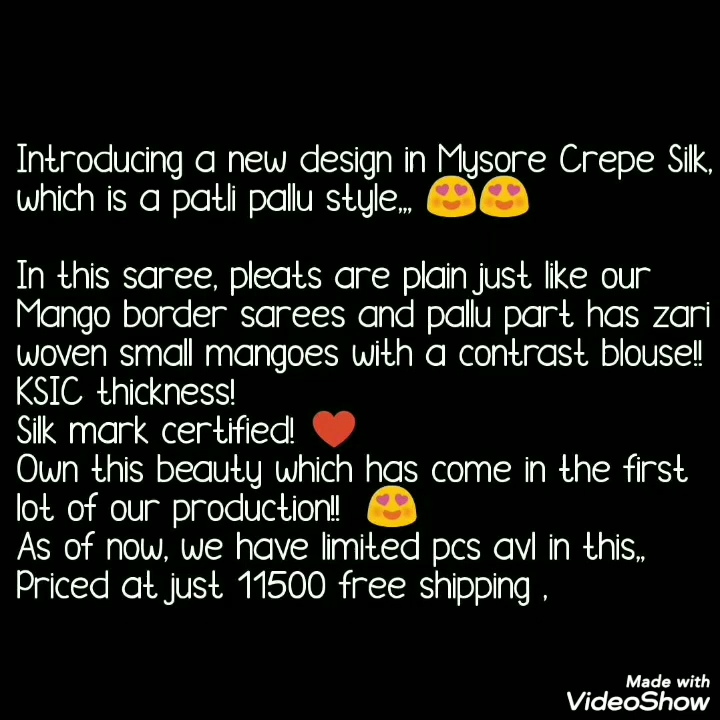 Introducing a new design in Mysore Crepe Silk,
which is a patli pallu style,,, 😍😍
In this saree, pleats are plain just like our
Mango border sarees and pallu part has zari
woven small mangoes with a contrast blouse!!
KSIC thickness!
Silk mark certified! ♥️
Own this beauty which has come in the first
lot of our production!! 😍
As of now, we have limited pcs avl in this,,
Priced at just 11500 free shipping ,
Made with
VideoShow